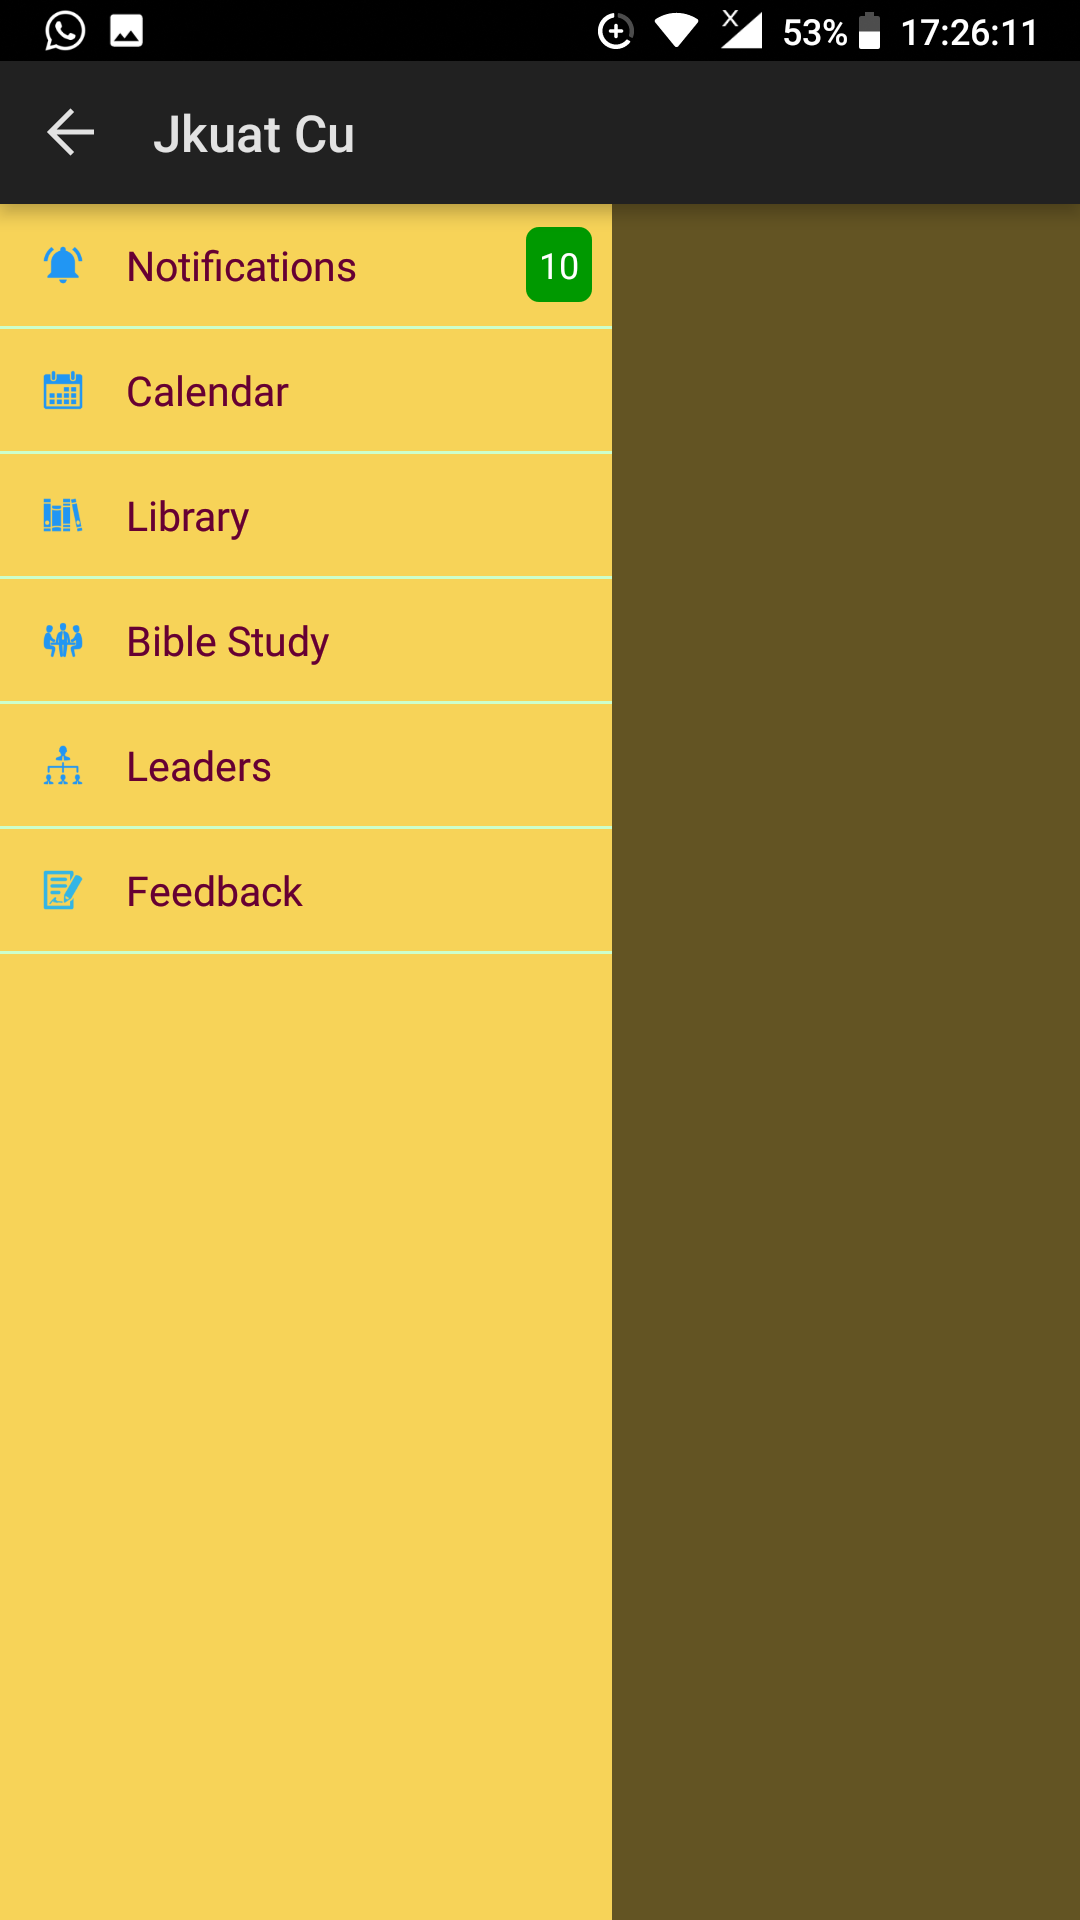 53% 17:26:11
Jkuat Cu
Notifications 10
Calendar
Library
Bible Study
Leaders
Feedback